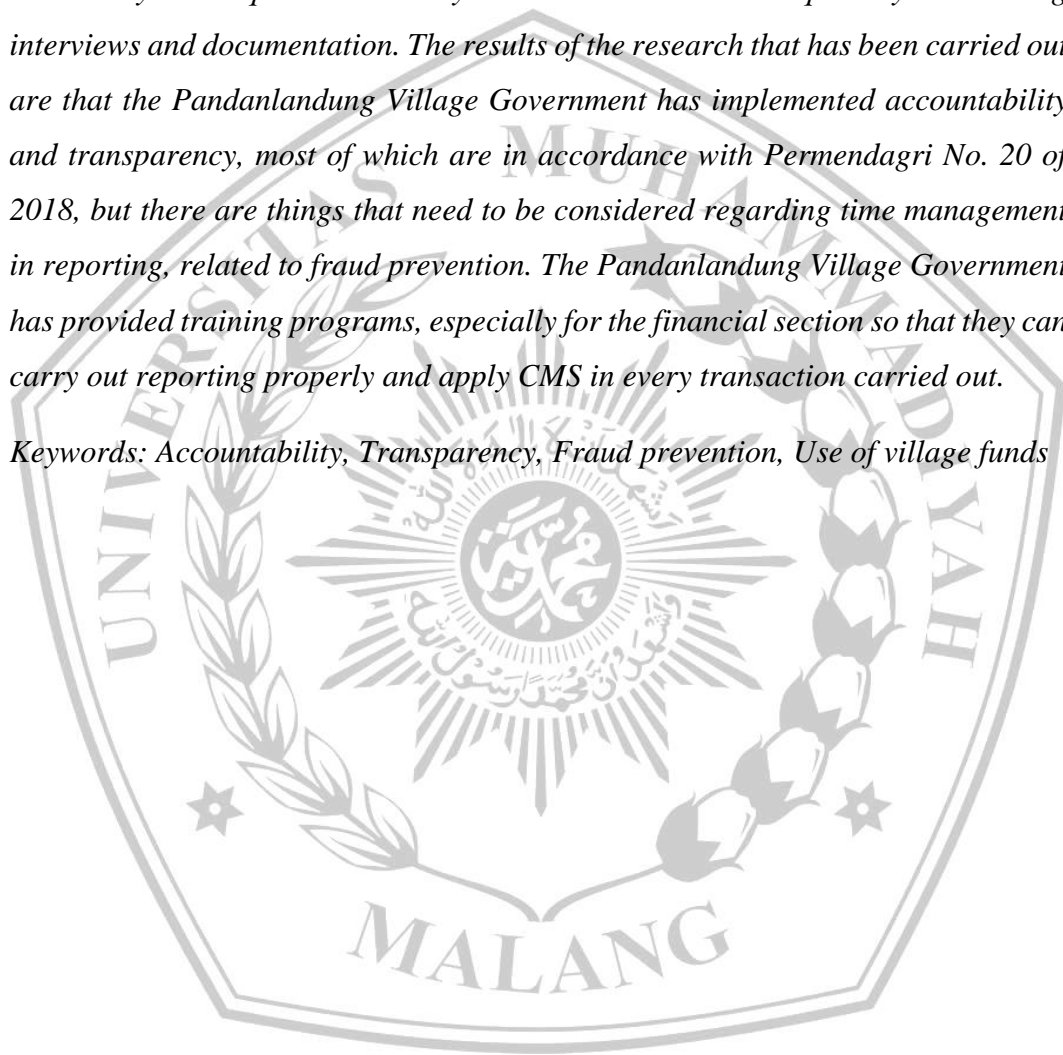 interviews and documentation. The results of the research that has been carried out
are that the Pandanlandung Village Government has implemented accountability
and transparency, most of which are in accordance with Permendagri No. 20 of
2018, but there are things that need to be considered regarding time management
in reporting, related to fraud prevention. The Pandanlandung Village Government
has provided training programs, especially for the financial section so that they can
carry out reporting properly and apply CMS in every transaction carried out.
Keywords: Accountability, Transparency, Fraud prevention, Use of village funds
UNIVERSITAS MUHAMMADIYAH
MALANG